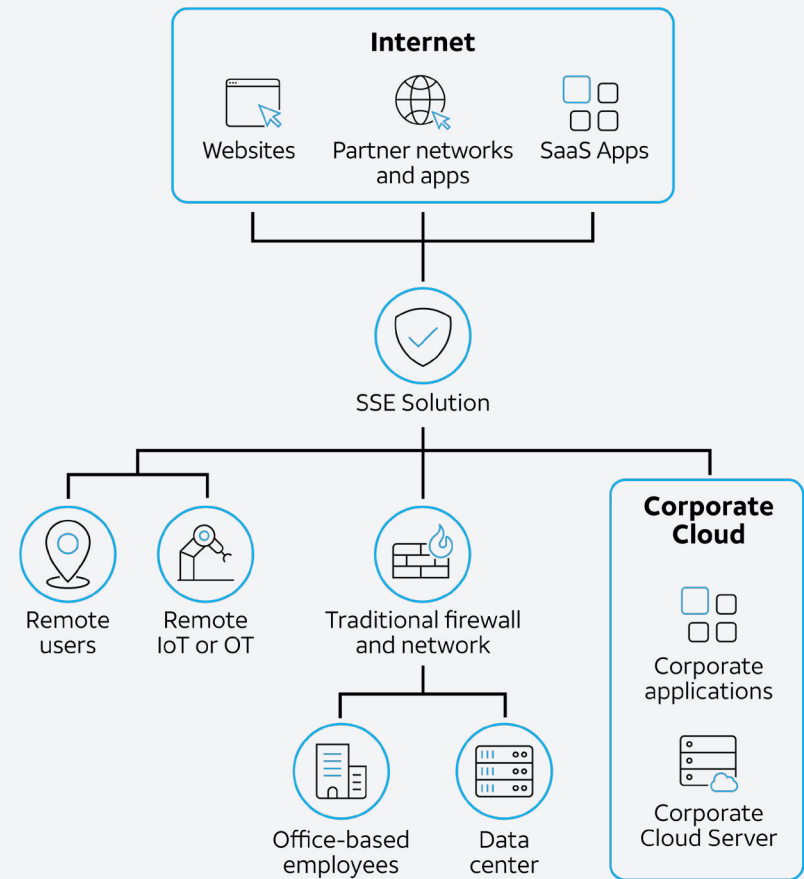 Internet
Websites
Partner networks
and apps
SaaS Apps
SSE Solution
Remote
users
Remote
IoT or OT
Traditional firewall
and network
Office-based
employees
Data
center
Corporate
Cloud
Corporate
applications
Corporate
Cloud Server